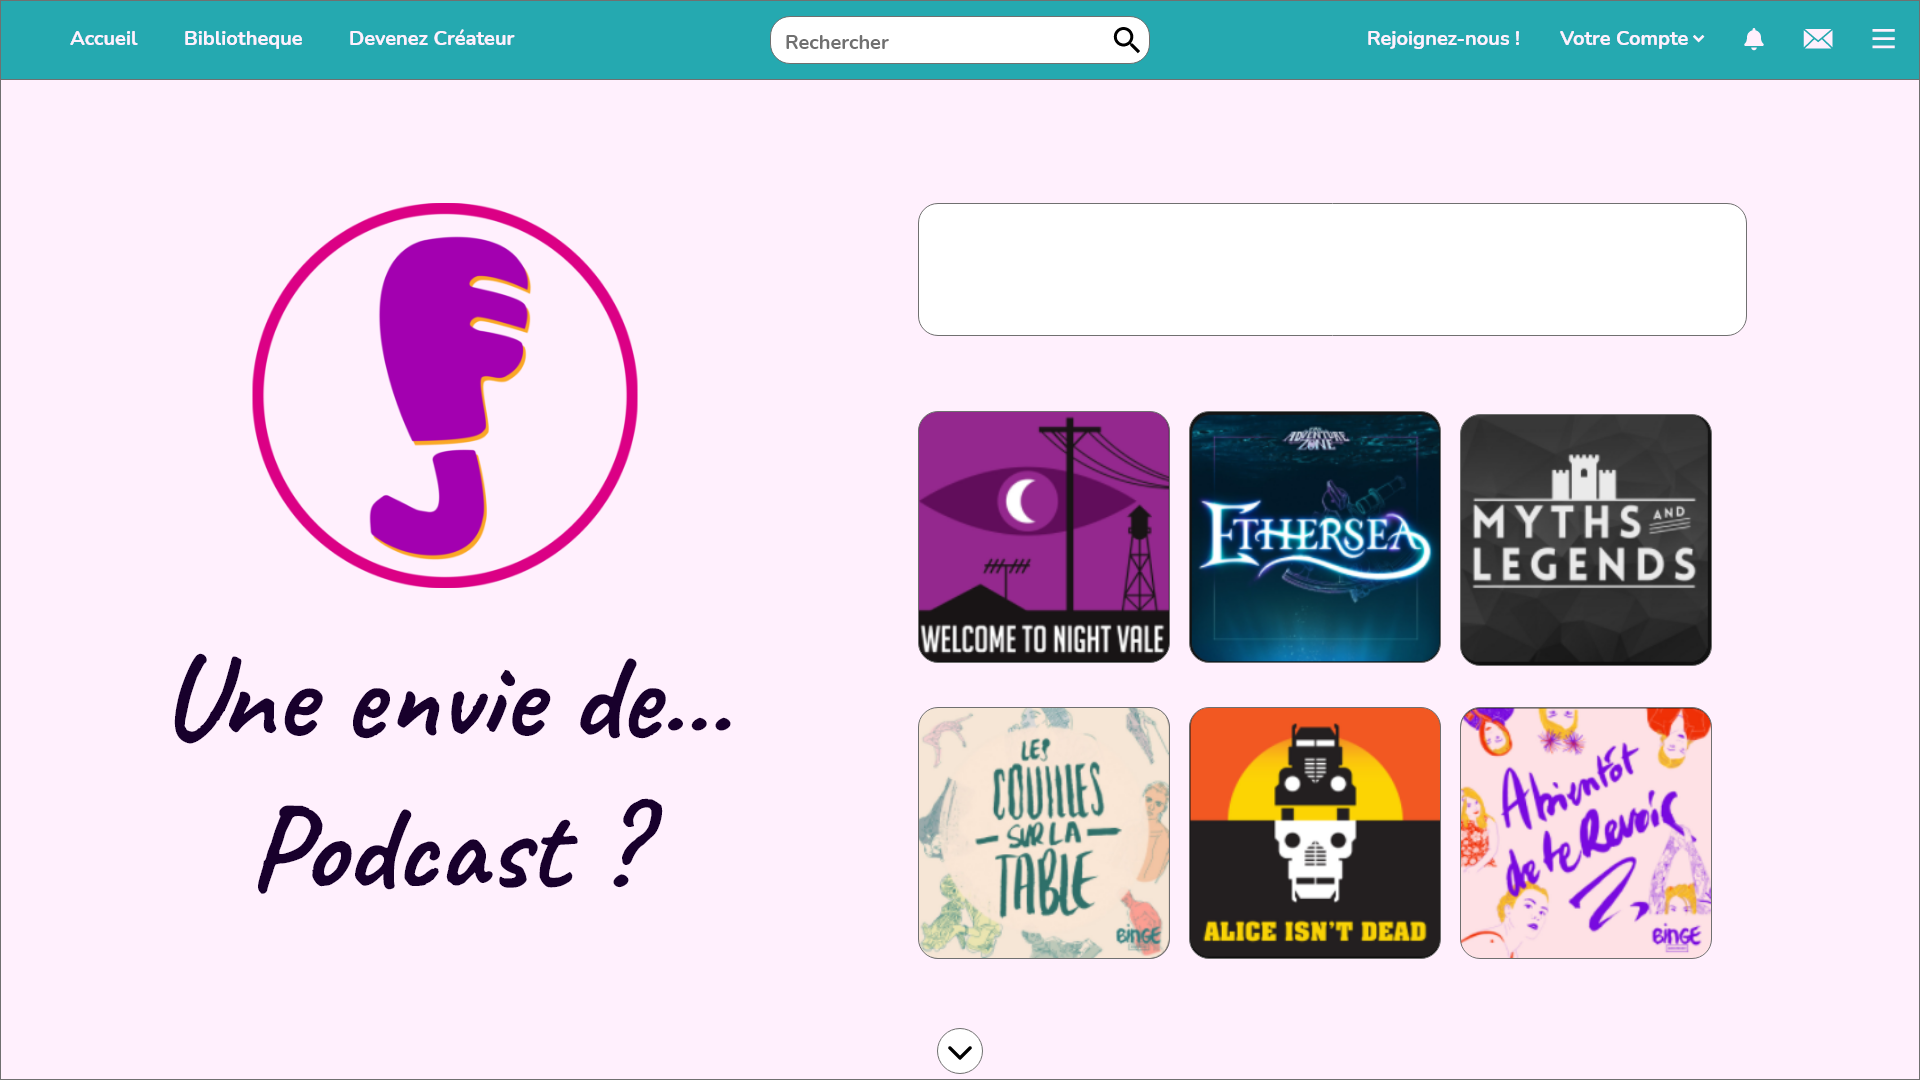 Accueil
Bibliotheque
Devenez Créateur
Rechercher
Rejoignez-nous !
Votre Compte
Une envie de...
Podcast ?
WELCOME TO NIGHT VALE
THE
ADVENTURE
ZONE
ETHERSEA
MYTHS AND
LEGENDS
LES
COUILLES
SUR LA
TABLE
BINGE
ALICE ISN'T DEAD
A bientôt
de te Revoir
BINGE